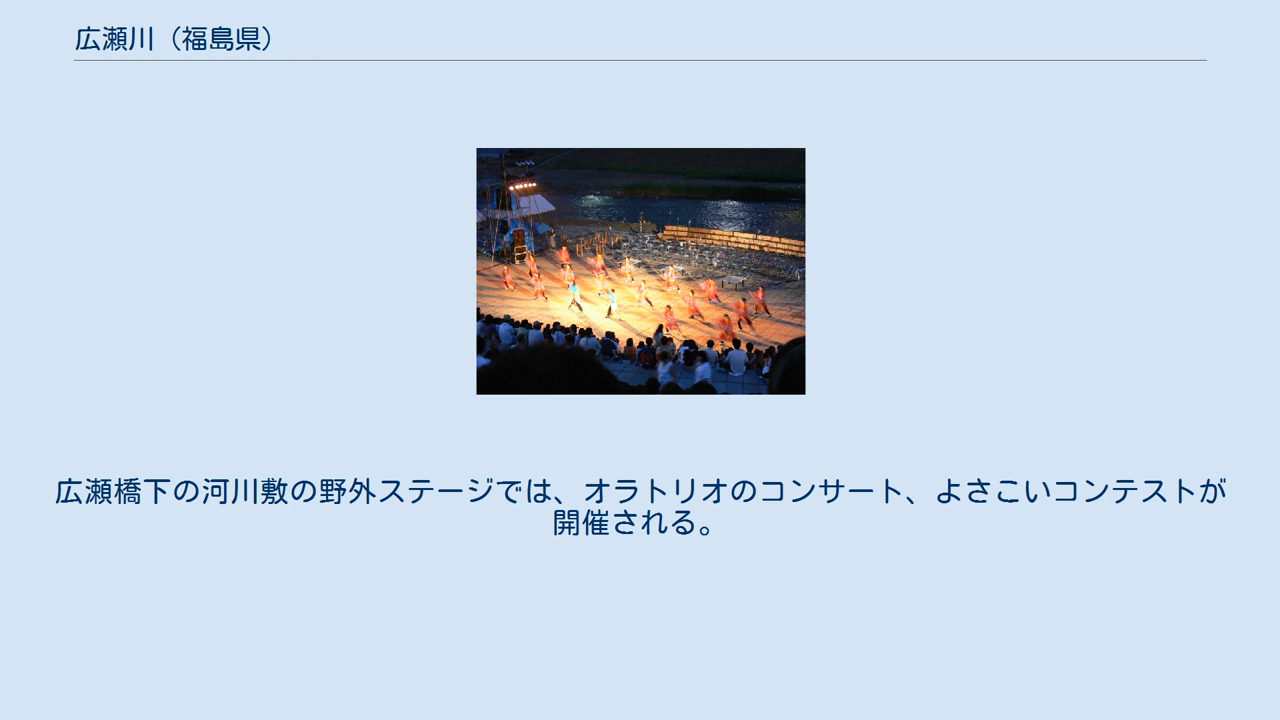 広瀬川（福島県）
広瀬橋下の河川敷の野外ステージでは、オラトリオのコンサート、よさこいコンテストが
開催される。